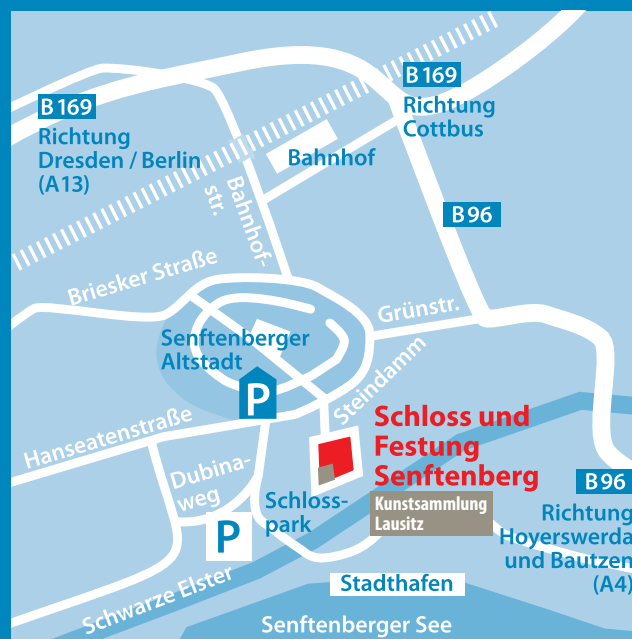 B 169
Richtung
Cottbus
B 169
Richtung
Dresden / Berlin
(A13)
Bahnhof
Bahnhof-
str.
B 96
Briesker Straße
Grünstr.
Senftenberger
Altstadt
P
Steindamm
Hanseatenstraße
Schloss und
Festung
Senftenberg
Kunstsammlung
Lausitz
Dubina-
weg
Schloss-
park
P
B 96
Richtung
Hoyerswerda
und Bautzen
(A4)
Schwarze Elster
Stadthafen
Senftenberger See